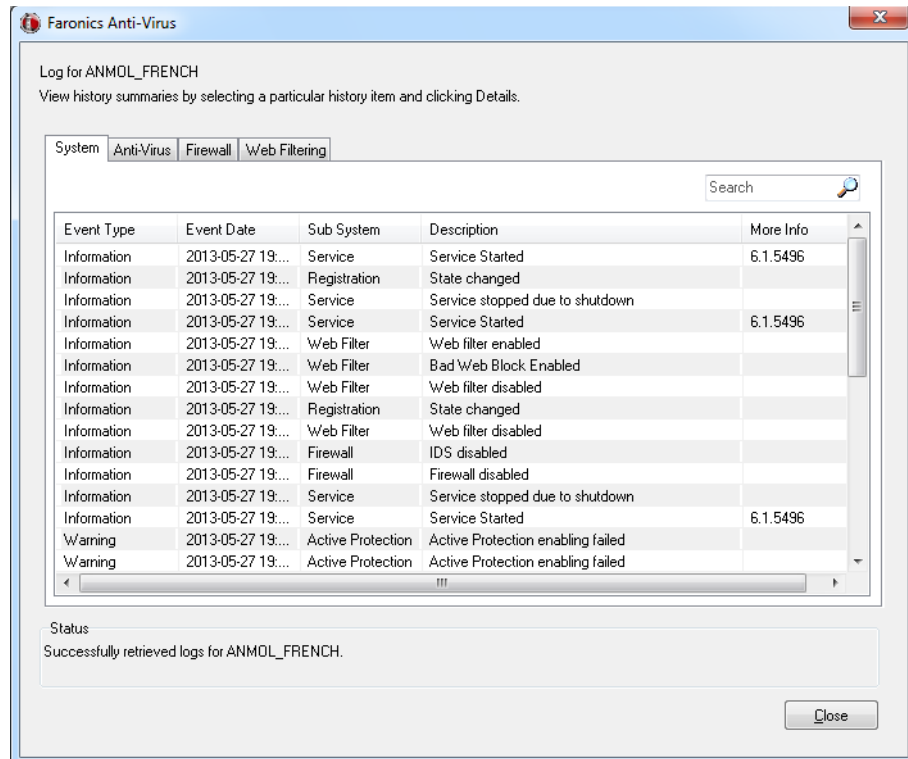 Faronics Anti-Virus
Log for ANMOL_FRENCH
View history summaries by selecting a particular history item and clicking Details.
System Anti-Virus Firewall Web Filtering
Search
Event Type Event Date Sub System Description More Info
Information 2013-05-27 19:... Service Service Started 6.1.5496
Information 2013-05-27 19:... Registration State changed
Information 2013-05-27 19:... Service Service stopped due to shutdown
Information 2013-05-27 19:... Service Service Started 6.1.5496
Information 2013-05-27 19:... Web Filter Web filter enabled
Information 2013-05-27 19:... Web Filter Bad Web Block Enabled
Information 2013-05-27 19:... Web Filter Web filter disabled
Information 2013-05-27 19:... Registration State changed
Information 2013-05-27 19:... Web Filter Web filter disabled
Information 2013-05-27 19:... Firewall IDS disabled
Information 2013-05-27 19:... Firewall Firewall disabled
Information 2013-05-27 19:... Service Service stopped due to shutdown
Information 2013-05-27 19:... Service Service Started 6.1.5496
Warning 2013-05-27 19:... Active Protection Active Protection enabling failed
Warning 2013-05-27 19:... Active Protection Active Protection enabling failed
Status
Successfully retrieved logs for ANMOL_FRENCH.
Close